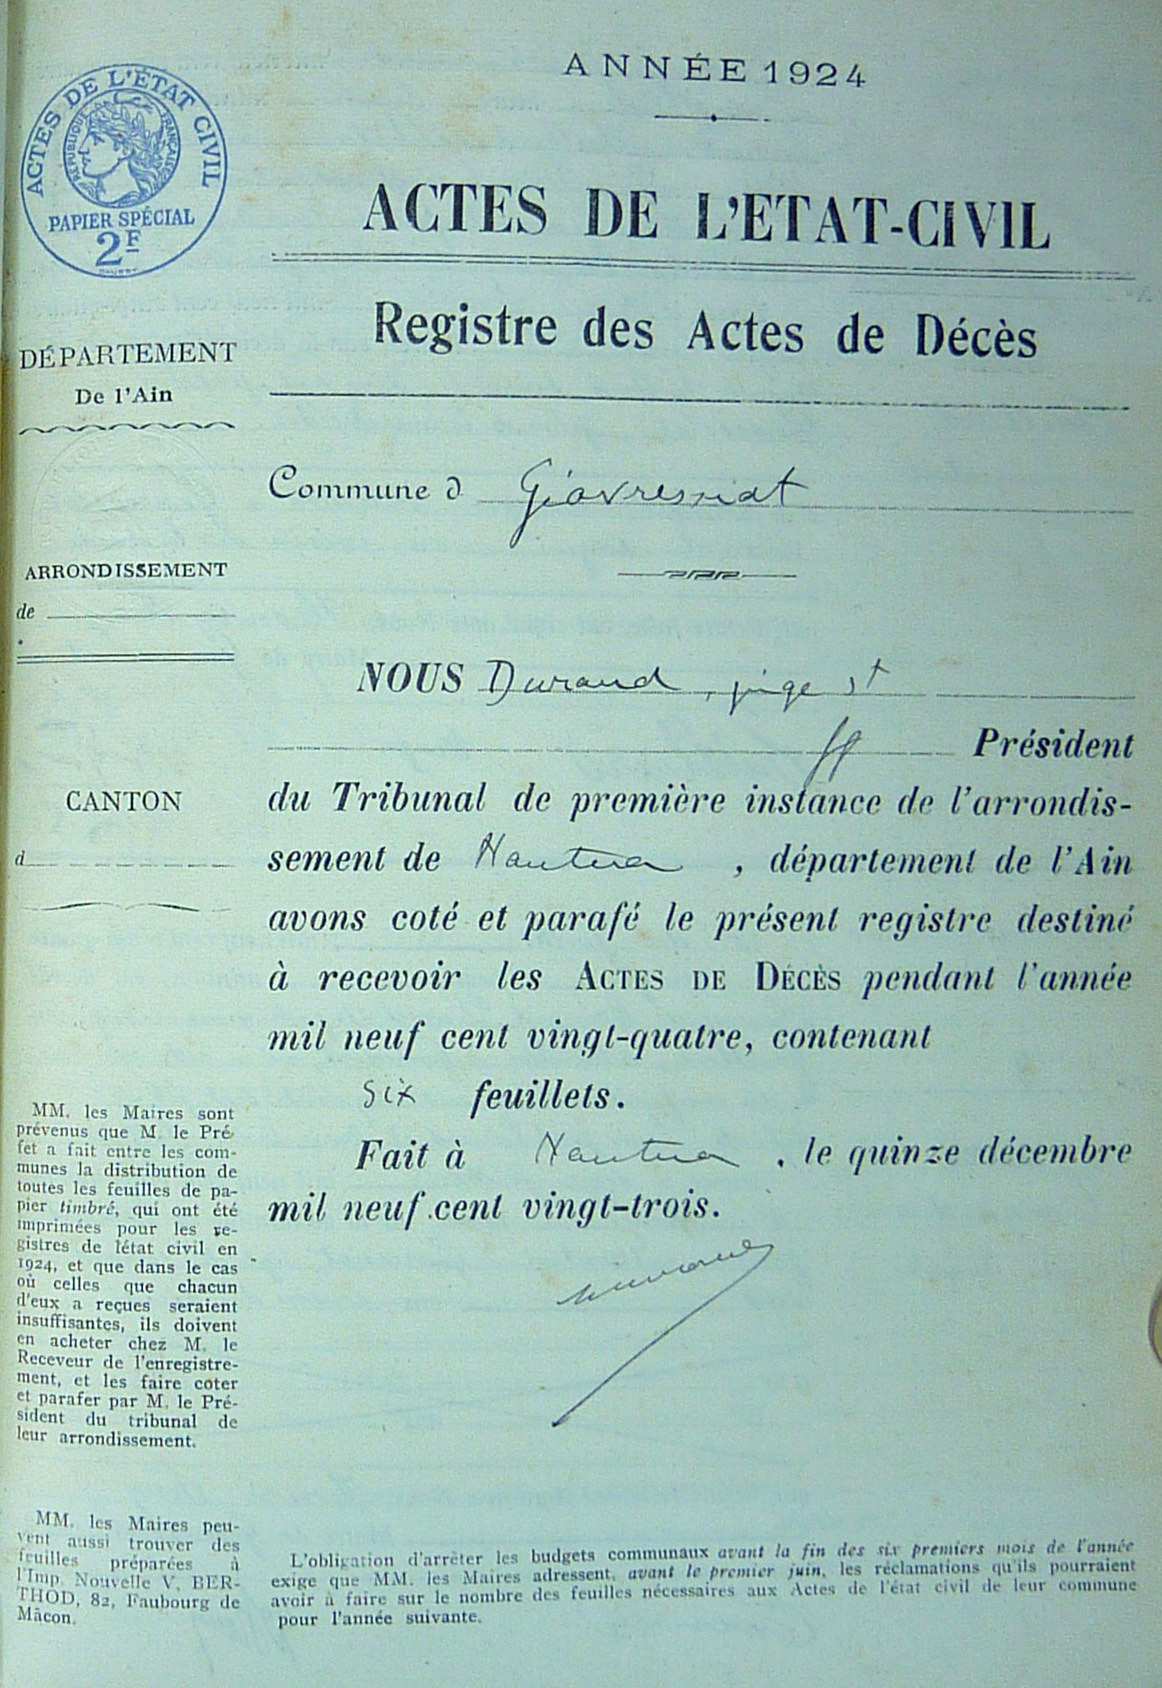 ANNÉE 1924
ACTES DE L'ÉTAT CIVIL
RÉPUBLIQUE FRANÇAISE
PAPIER SPÉCIAL
2F
ACTES DE L'ETAT-CIVIL
Registre des Actes de Décès
DÉPARTEMENT
De l'Ain
Commune d Géovressiat
ARRONDISSEMENT
de
CANTON
d
NOUS Durand, juge st
ff Président
du Tribunal de première instance de l'arrondis-
sement de Nantua, département de l'Ain
avons coté et parafé le présent registre destiné
à recevoir les ACTES DE DÉCÈS pendant l'année
mil neuf cent vingt-quatre, contenant
six feuillets.
Fait à Nantua, le quinze décembre
mil neuf cent vingt-trois.
MM. les Maires sont
prévenus que M. le Pré-
fet a fait entre les com-
munes la distribution de
toutes les feuilles de pa-
pier timbré, qui ont été
imprimées pour les re-
gistres de l'état civil en
1924, et que dans le cas
où celles que chacun
d'eux a reçues seraient
insuffisantes, ils doivent
en acheter chez M. le
Receveur de l'enregistre-
ment, et les faire coter
et parafer par M. le Pré-
sident du tribunal de
leur arrondissement.
MM. les Maires peu-
vent aussi trouver des
feuilles préparées à
l'Imp. Nouvelle V. BER-
THOD, 82, Faubourg de
Mâcon.
L'obligation d'arrêter les budgets communaux avant la fin des six premiers mois de l'année
exige que MM. les Maires adressent, avant le premier juin, les réclamations qu'ils pourraient
avoir à faire sur le nombre des feuilles nécessaires aux Actes de l'état civil de leur commune
pour l'année suivante.